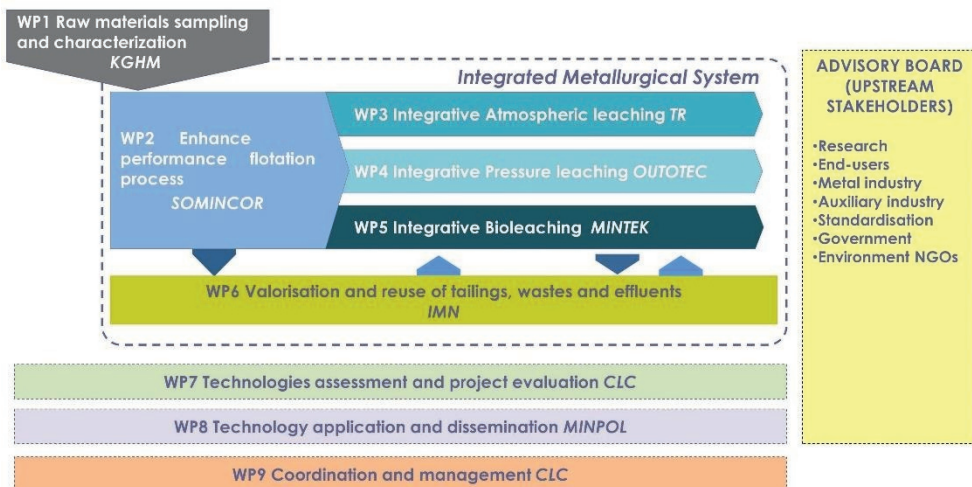 WP1 Raw materials sampling
and characterization
KGHM
Integrated Metallurgical System
WP2 Enhance
performance flotation
process
SOMINCOR
WP3 Integrative Atmospheric leaching TR
WP4 Integrative Pressure leaching OUTOTEC
WP5 Integrative Bioleaching MINTEK
WP6 Valorisation and reuse of tailings, wastes and effluents
IMN
WP7 Technologies assessment and project evaluation CLC
WP8 Technology application and dissemination MINPOL
WP9 Coordination and management CLC
ADVISORY BOARD
(UPSTREAM
STAKEHOLDERS)
•Research
•End-users
•Metal industry
•Auxiliary industry
•Standardisation
•Government
•Environment NGOs